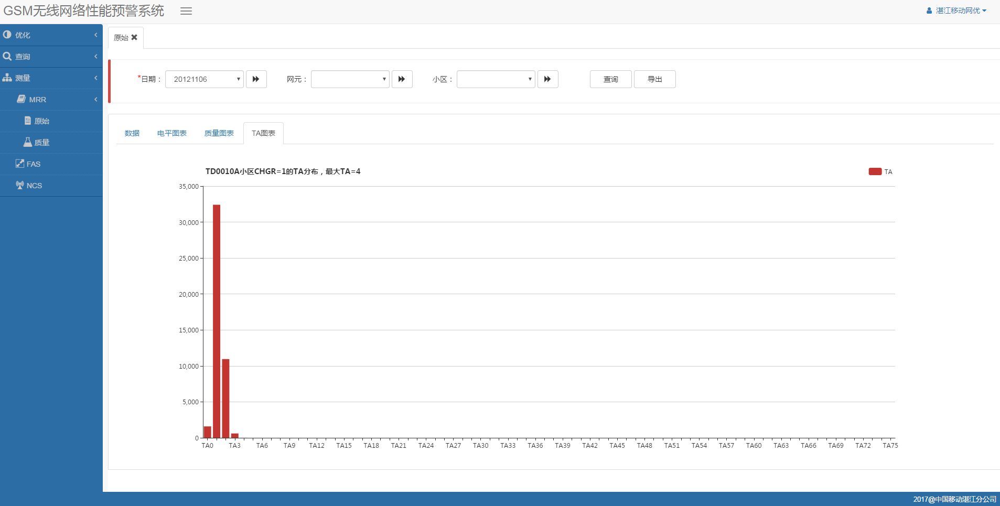 GSM无线网络性能预警系统
湛江移动网优
优化
查询
测量
MRR
原始
质量
FAS
NCS
原始
*日期： 20121106 网元： 小区： 查询 导出
数据 电平图表 质量图表 TA图表
TD0010A小区CHGR=1的TA分布，最大TA=4
TA
35,000
30,000
25,000
20,000
15,000
10,000
5,000
0
TA0 TA3 TA6 TA9 TA12 TA15 TA18 TA21 TA24 TA27 TA30 TA33 TA36 TA39 TA42 TA45 TA48 TA51 TA54 TA57 TA60 TA63 TA66 TA69 TA72 TA75
2017@中国移动湛江分公司